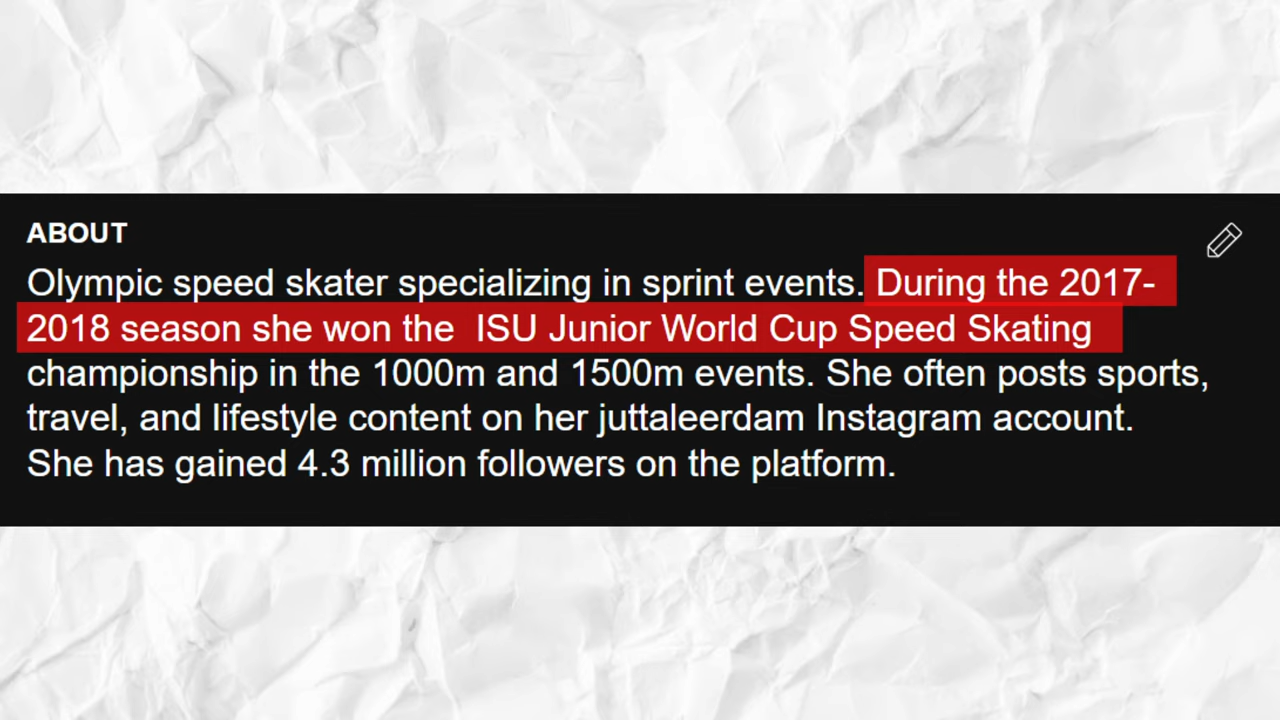 ABOUT
Olympic speed skater specializing in sprint events. During the 2017-
2018 season she won the  ISU Junior World Cup Speed Skating
championship in the 1000m and 1500m events. She often posts sports,
travel, and lifestyle content on her juttaleerdam Instagram account.
She has gained 4.3 million followers on the platform.